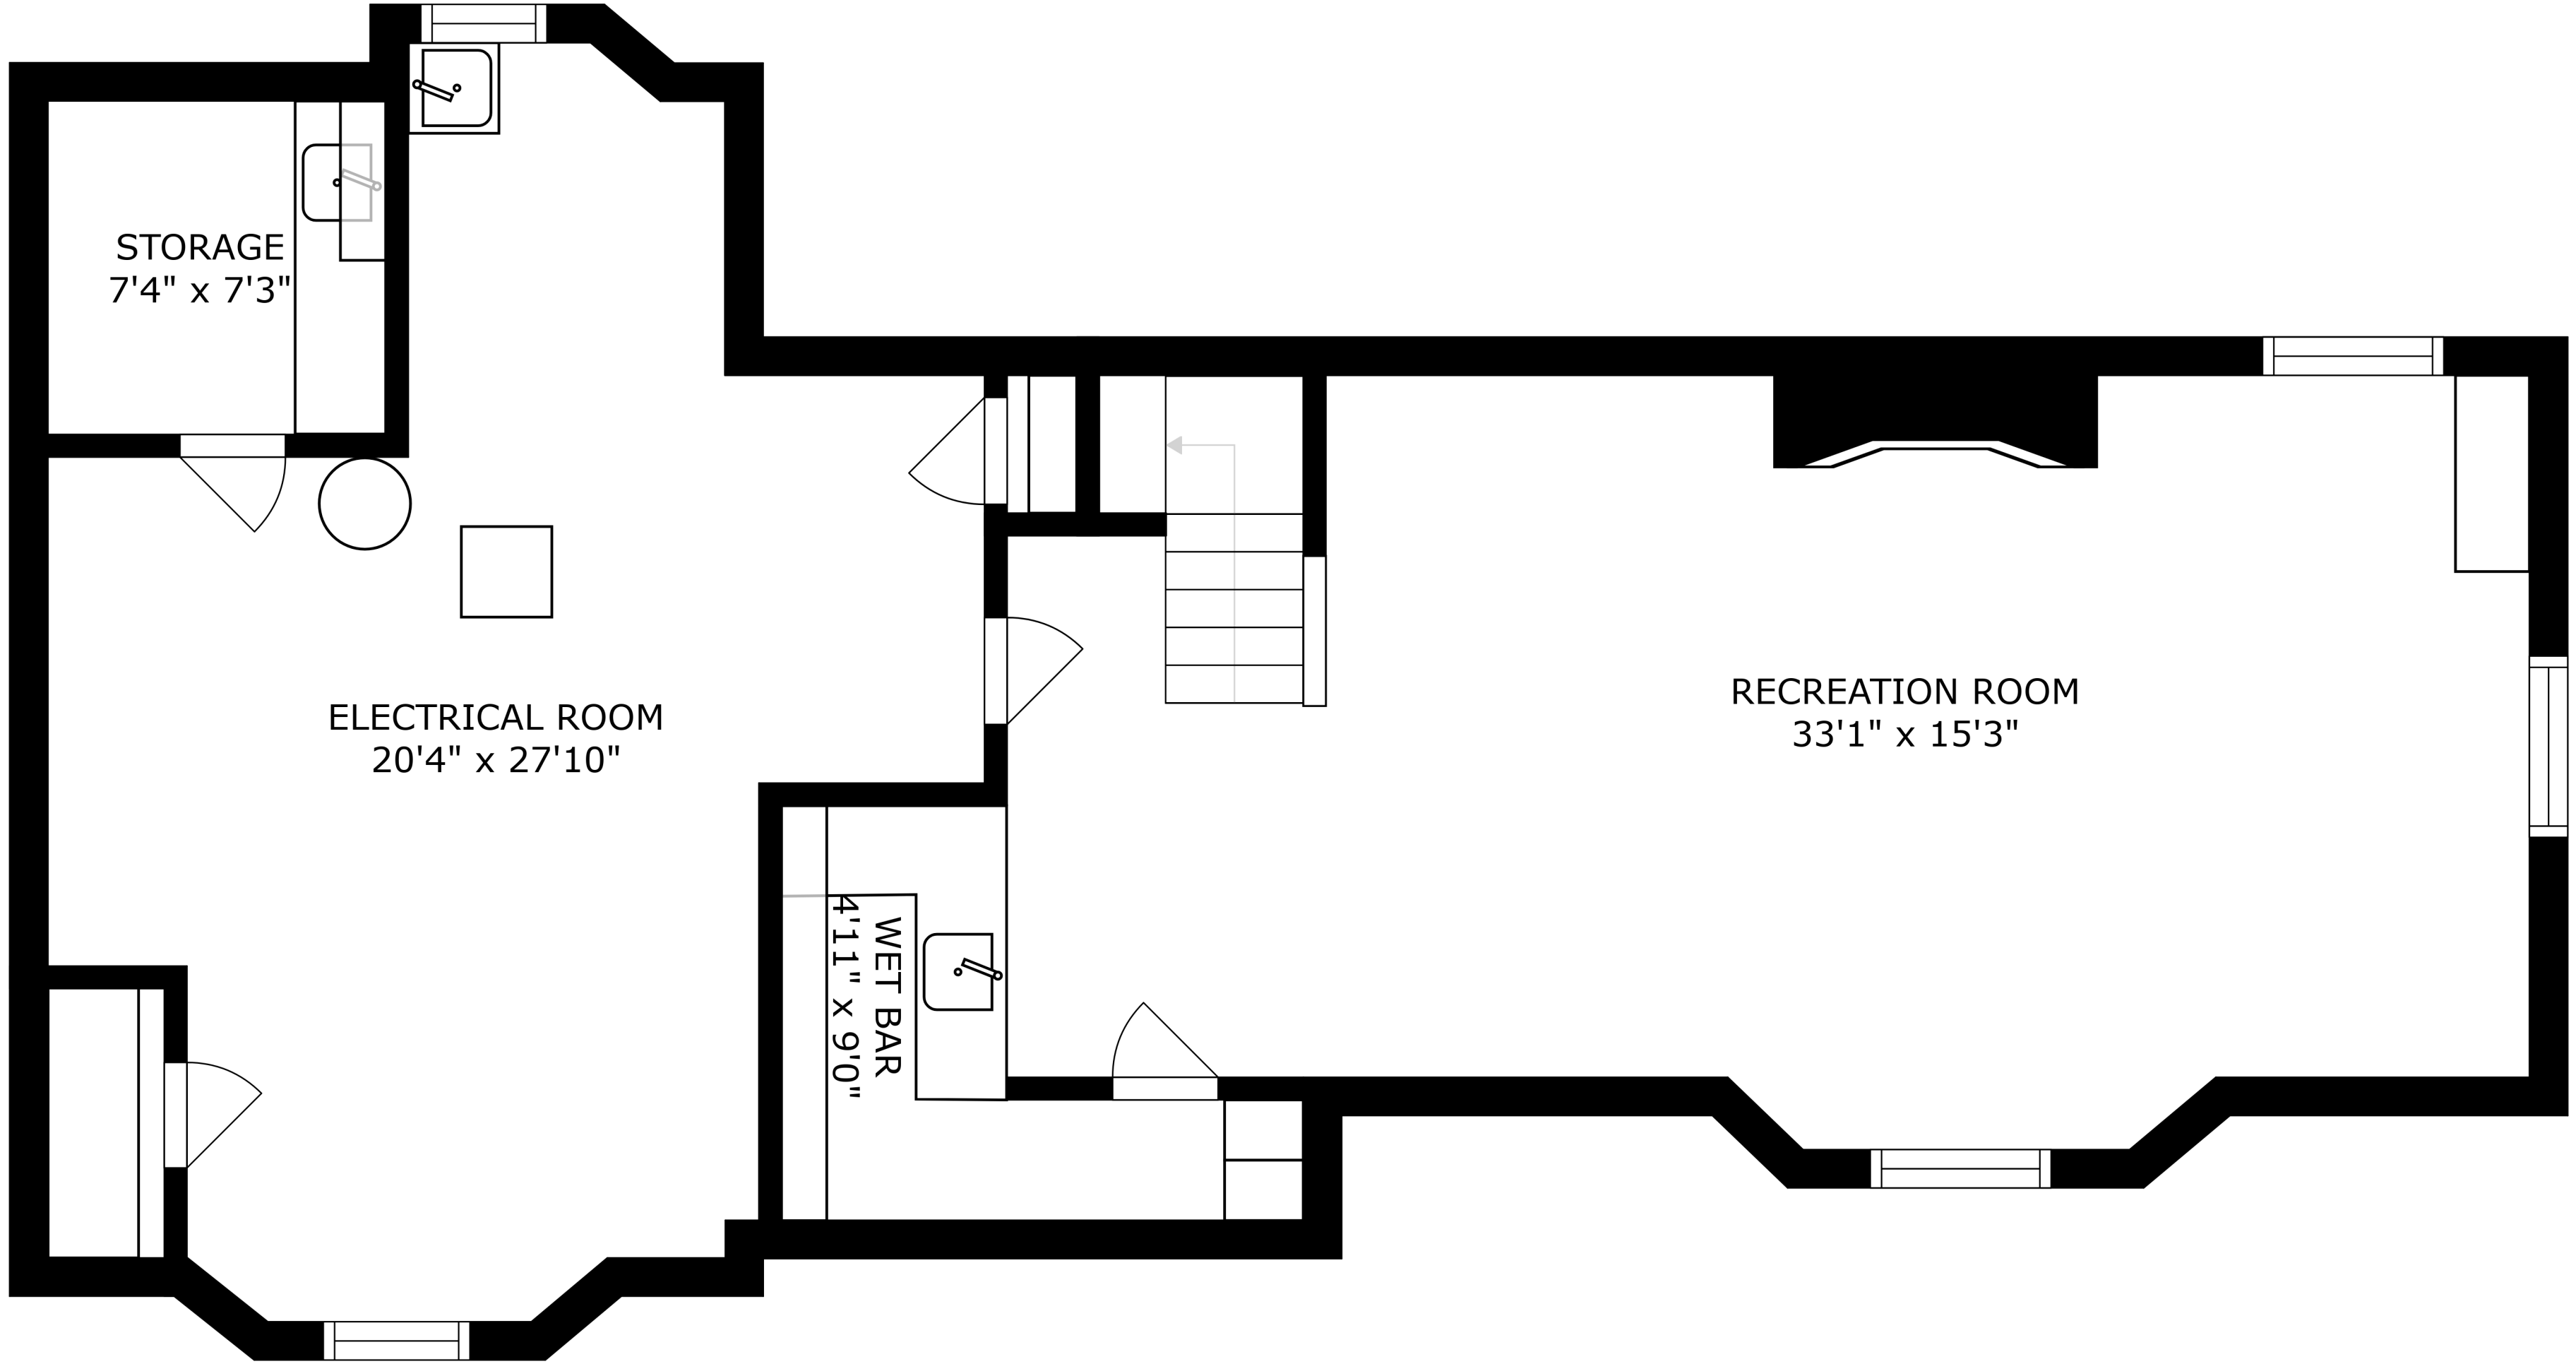 STORAGE
7'4" x 7'3"
ELECTRICAL ROOM
20'4" x 27'10"
WET BAR
4'11" x 9'0"
RECREATION ROOM
33'1" x 15'3"